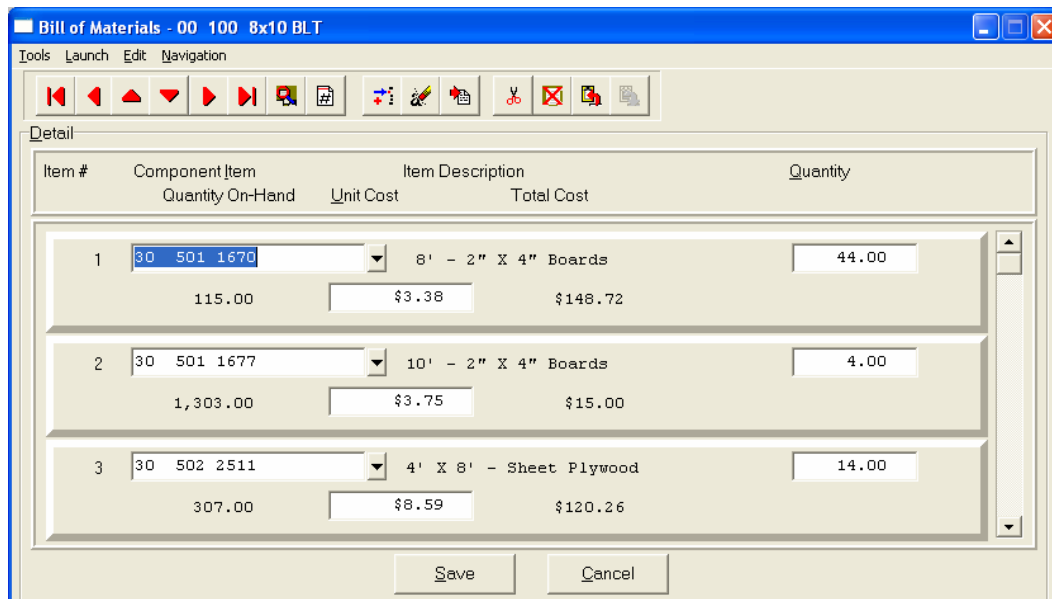 Bill of Materials - 00  100  8x10 BLT
Tools Launch Edit Navigation
#
Detail
Item # Component Item Item Description Quantity
Quantity On-Hand Unit Cost Total Cost
1 30  501 1670 8' - 2" X 4" Boards 44.00
115.00 $3.38 $148.72
2 30  501 1677 10' - 2" X 4" Boards 4.00
1,303.00 $3.75 $15.00
3 30  502 2511 4' X 8' - Sheet Plywood 14.00
307.00 $8.59 $120.26
Save Cancel